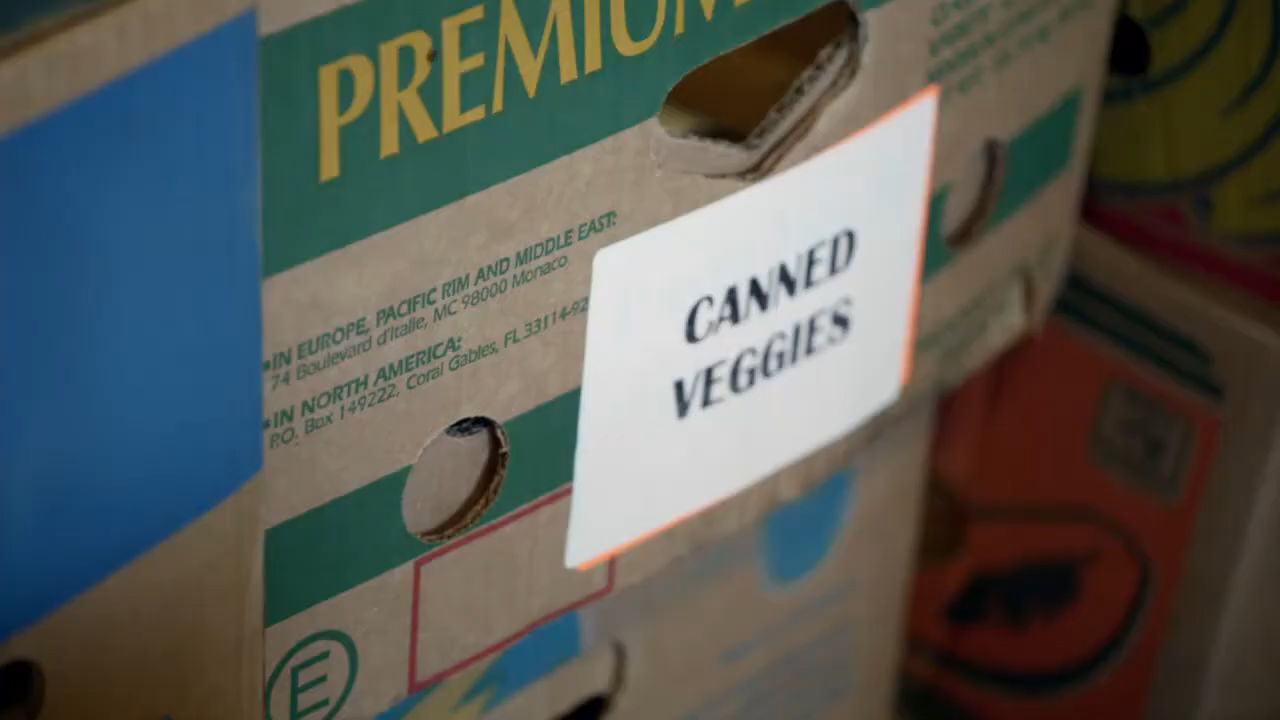 PREMIUM
•IN EUROPE, PACIFIC RIM AND MIDDLE EAST:
74 Boulevard d'Italie, MC 98000 Monaco
•IN NORTH AMERICA:
P.O. Box 149222, Coral Gables, FL 33114-92
CANNED
VEGGIES
E